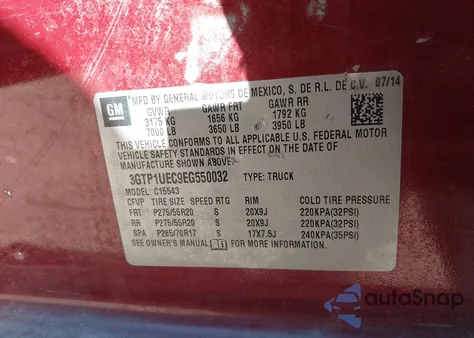 GM
MFD BY GENERAL MOTORS DE MEXICO, S. DE R.L. DE C.V. 07/14
GVWR GAWR FRT GAWR RR
3175 KG 1656 KG 1792 KG
7000 LB 3650 LB 3950 LB
THIS VEHICLE CONFORMS TO ALL APPLICABLE U.S. FEDERAL MOTOR
VEHICLE SAFETY STANDARDS IN EFFECT ON THE DATE OF
MANUFACTURE SHOWN ABOVE.
3GTP1UEC9EG550032 TYPE: TRUCK
MODEL: C15543
CFVP TIRE SIZE SPEED RTG RIM COLD TIRE PRESSURE
FRT P275/55R20 S 20X9J 220KPA(32PSI)
RR P275/55R20 S 20X9J 220KPA(32PSI)
SPA P265/70R17 S 17X7.5J 240KPA(35PSI)
SEE OWNER'S MANUAL FOR MORE INFORMATION
autoSnap